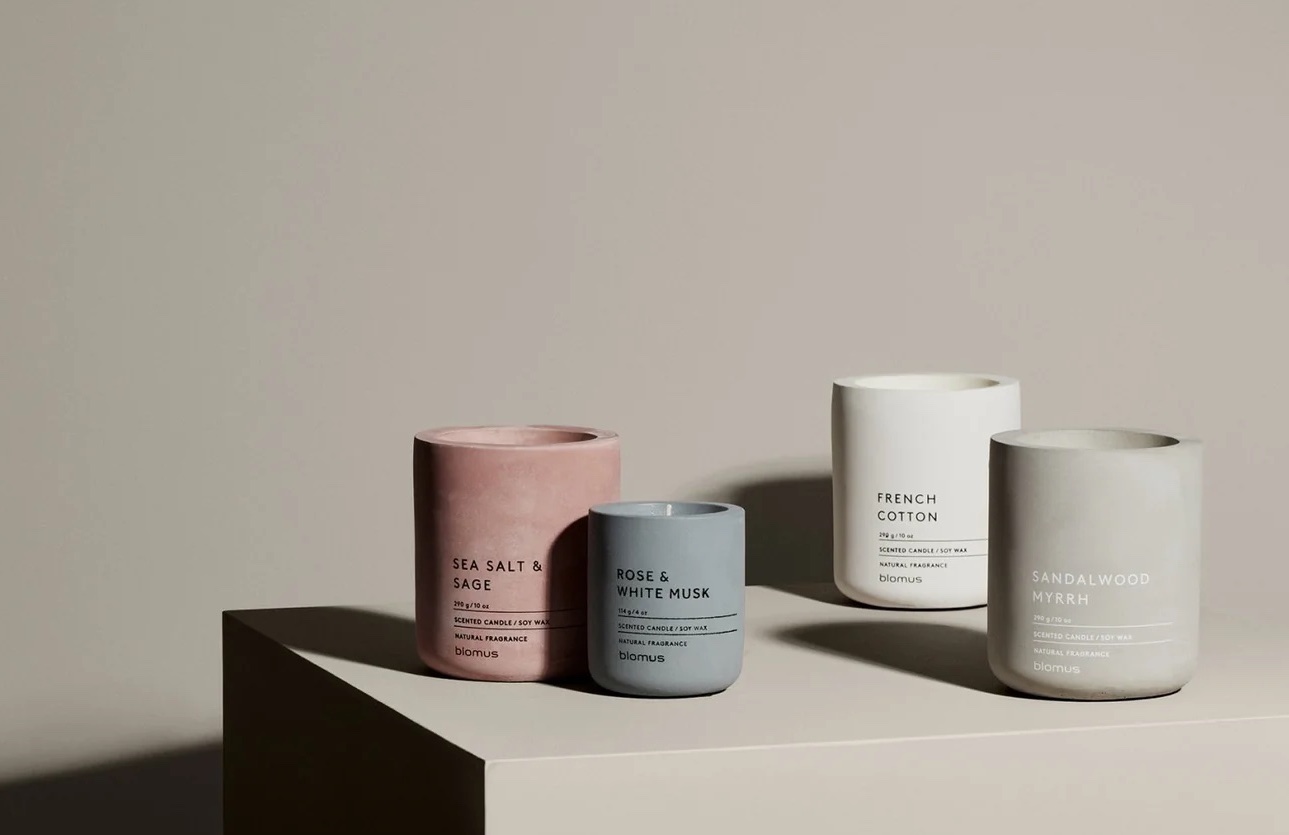 SEA SALT &
SAGE
290 g / 10 oz
SCENTED CANDLE / SOY WAX
NATURAL FRAGRANCE
blomus
ROSE &
WHITE MUSK
114 g / 4 oz
SCENTED CANDLE / SOY WAX
NATURAL FRAGRANCE
blomus
FRENCH
COTTON
290 g / 10 oz
SCENTED CANDLE / SOY WAX
NATURAL FRAGRANCE
blomus
SANDALWOOD
MYRRH
290 g / 10 oz
SCENTED CANDLE / SOY WAX
NATURAL FRAGRANCE
blomus